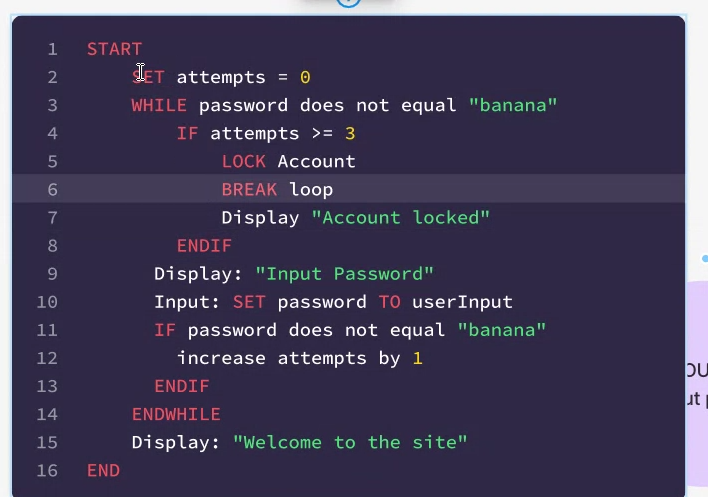 1 START
2 SET attempts = 0
3 WHILE password does not equal "banana"
4 IF attempts >= 3
5 LOCK Account
6 BREAK loop
7 Display "Account locked"
8 ENDIF
9 Display: "Input Password"
10 Input: SET password TO userInput
11 IF password does not equal "banana"
12 increase attempts by 1
13 ENDIF
14 ENDWHILE
15 Display: "Welcome to the site"
16 END